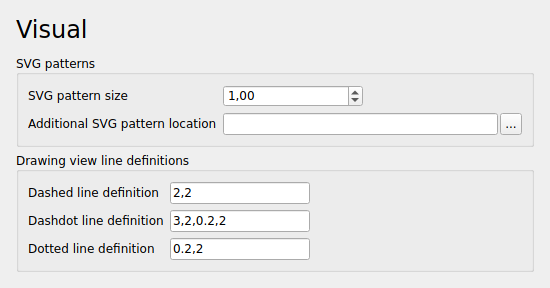 Visual
SVG patterns
SVG pattern size 1,00
Additional SVG pattern location ...
Drawing view line definitions
Dashed line definition 2,2
Dashdot line definition 3,2,0.2,2
Dotted line definition 0.2,2